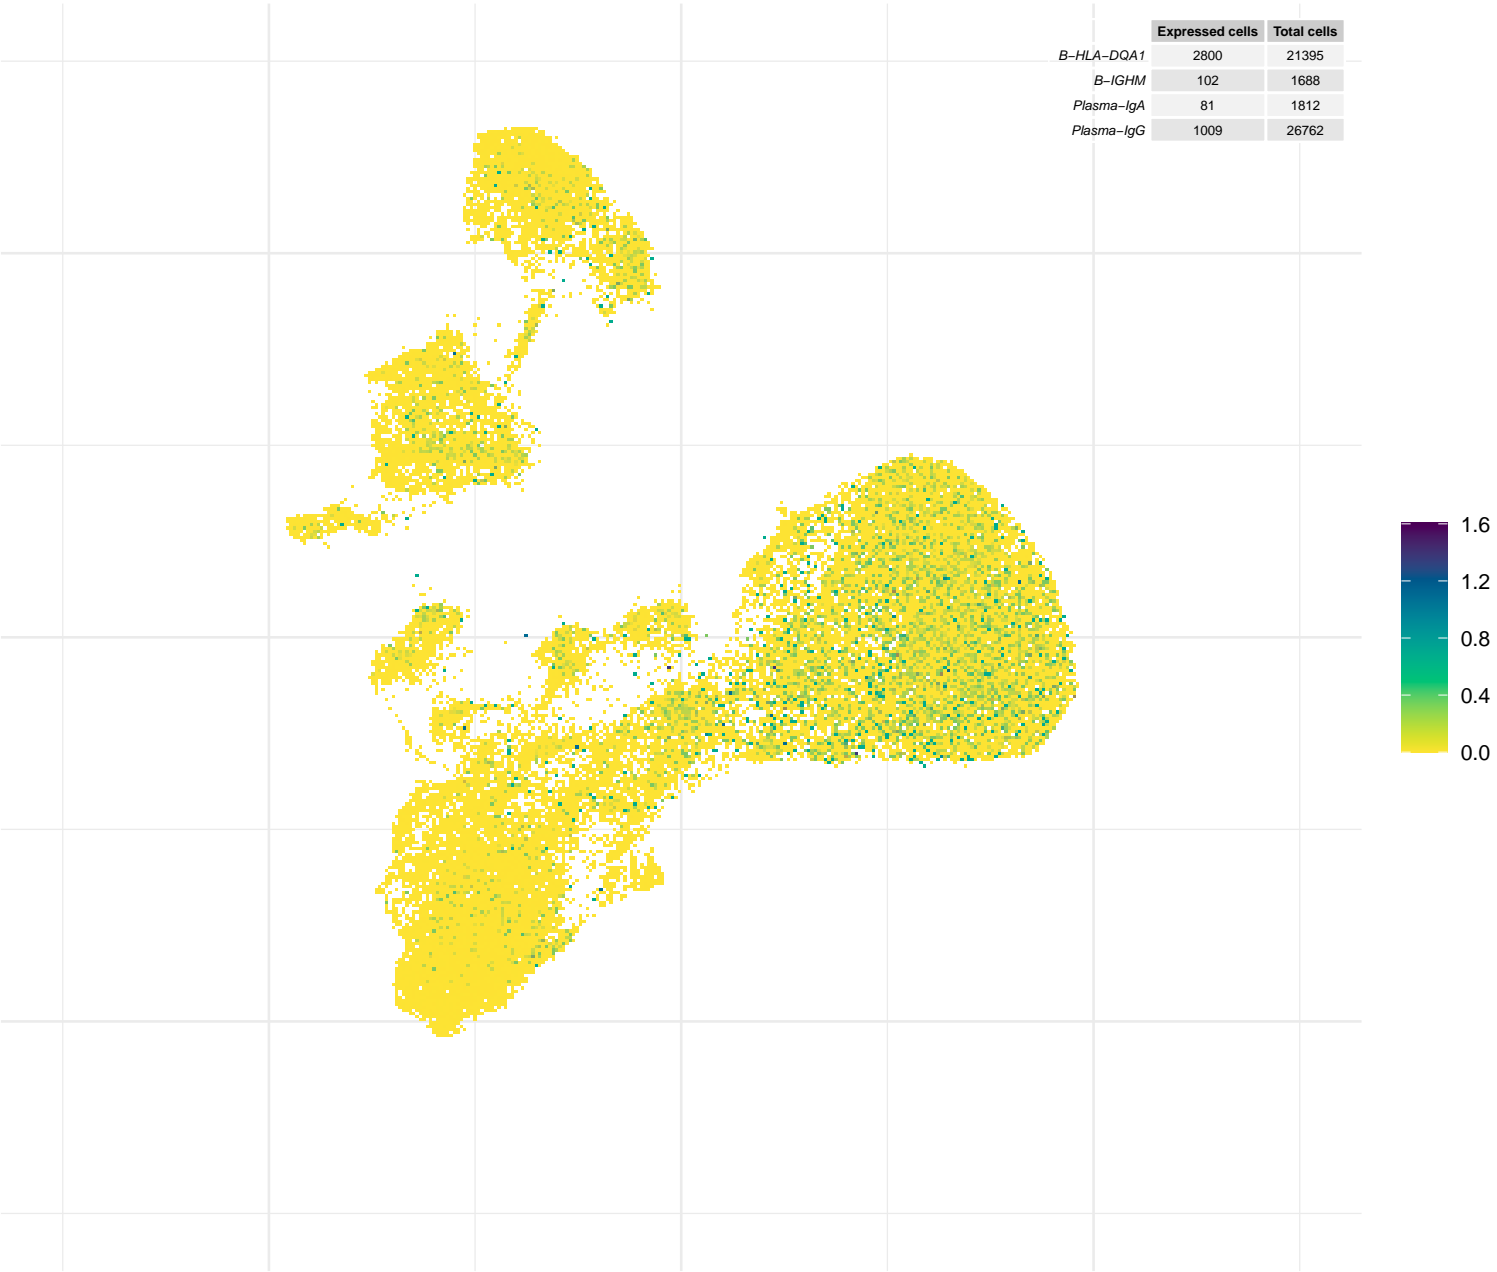 Expressed cells Total cells
B−HLA−DQA1 2800 21395
B−IGHM 102 1688
Plasma−IgA 81 1812
Plasma−IgG 1009 26762
1.6
1.2
0.8
0.4
0.0